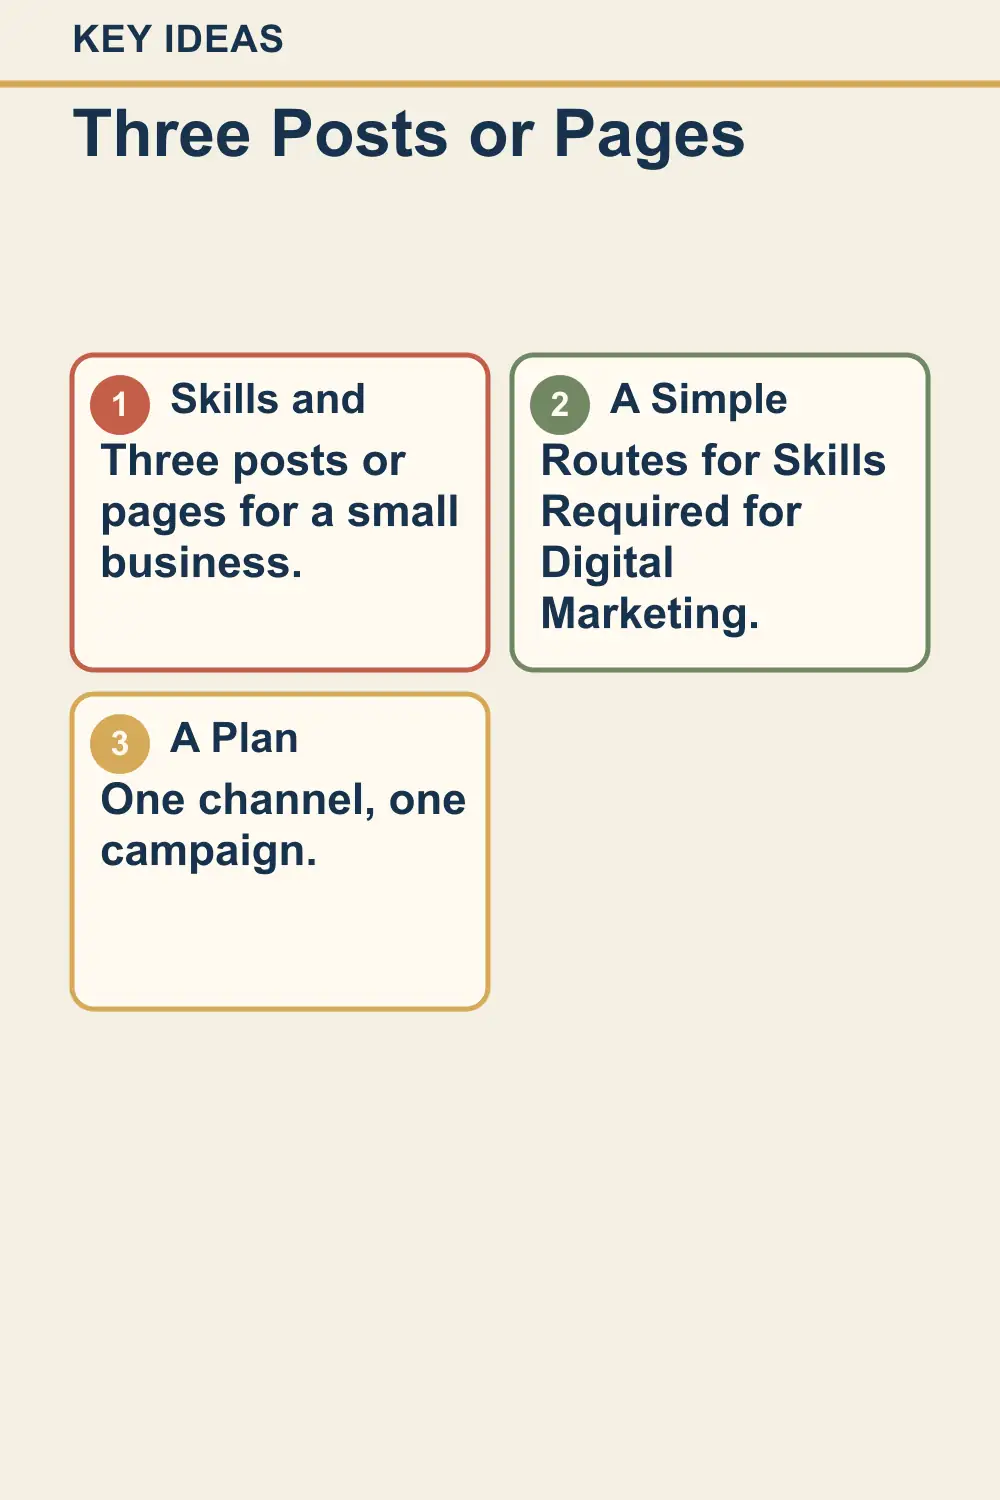 KEY IDEAS
Three Posts or Pages
1 Skills and
Three posts or
pages for a small
business.
2 A Simple
Routes for Skills
Required for
Digital
Marketing.
3 A Plan
One channel, one
campaign.